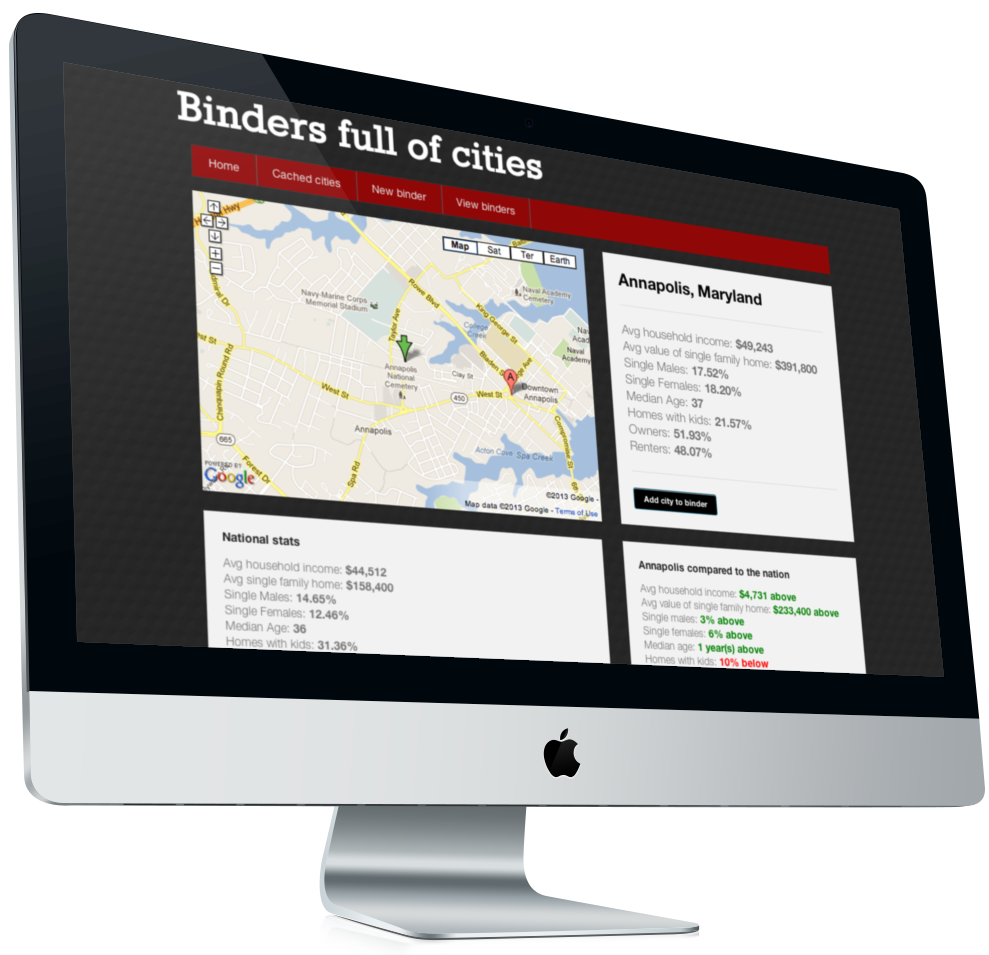 Binders full of cities
Home
Cached cities
New binder
View binders
Hwy
Map
Sat
Ter
Earth
Admiral Dr
Navy-Marine Corps
Memorial Stadium
Rowe Blvd
Taylor Ave
Naval Academy
Cemetery
King George St
College
Creek
Naval
Academy
Annapolis
National
Cemetery
Clay St
A
Downtown
Annapolis
Chinquapin Round Rd
West St
450
West St
Annapolis
665
Forest Dr
Spa Rd
Acton Cove
Spa Creek
Compromise St
6th
POWERED BY
Google
©2013 Google -
Map data ©2013 Google - Terms of Use
Annapolis, Maryland
Avg household income: $49,243
Avg value of single family home: $391,800
Single Males: 17.52%
Single Females: 18.20%
Median Age: 37
Homes with kids: 21.57%
Owners: 51.93%
Renters: 48.07%
Add city to binder
National stats
Avg household income: $44,512
Avg single family home: $158,400
Single Males: 14.65%
Single Females: 12.46%
Median Age: 36
Homes with kids: 31.36%
Annapolis compared to the nation
Avg household income: $4,731 above
Avg value of single family home: $233,400 above
Single males: 3% above
Single females: 6% above
Median age: 1 year(s) above
Homes with kids: 10% below